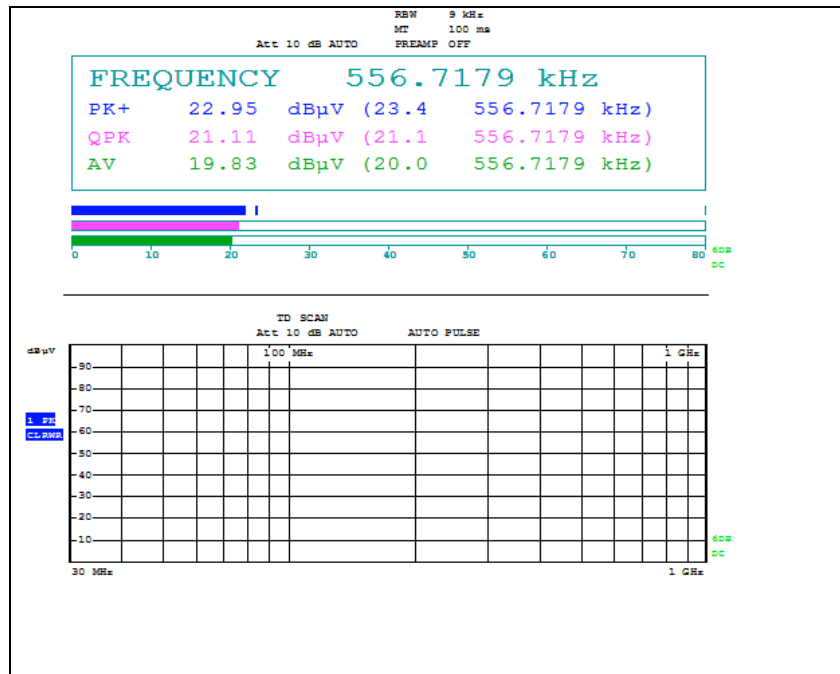 RBW 9 kHz
MT 100 ms
Att 10 dB AUTO PREAMP OFF
FREQUENCY 556.7179 kHz
PK+ 22.95 dBµV (23.4 556.7179 kHz)
QPK 21.11 dBµV (21.1 556.7179 kHz)
AV 19.83 dBµV (20.0 556.7179 kHz)
0 10 20 30 40 50 60 70 80
6DB
DC
TD SCAN
Att 10 dB AUTO AUTO PULSE
dBµV
100 MHz 1 GHz
90
80
70
1 PK
CLRWR
60
50
40
30
20
10
6DB
DC
30 MHz 1 GHz